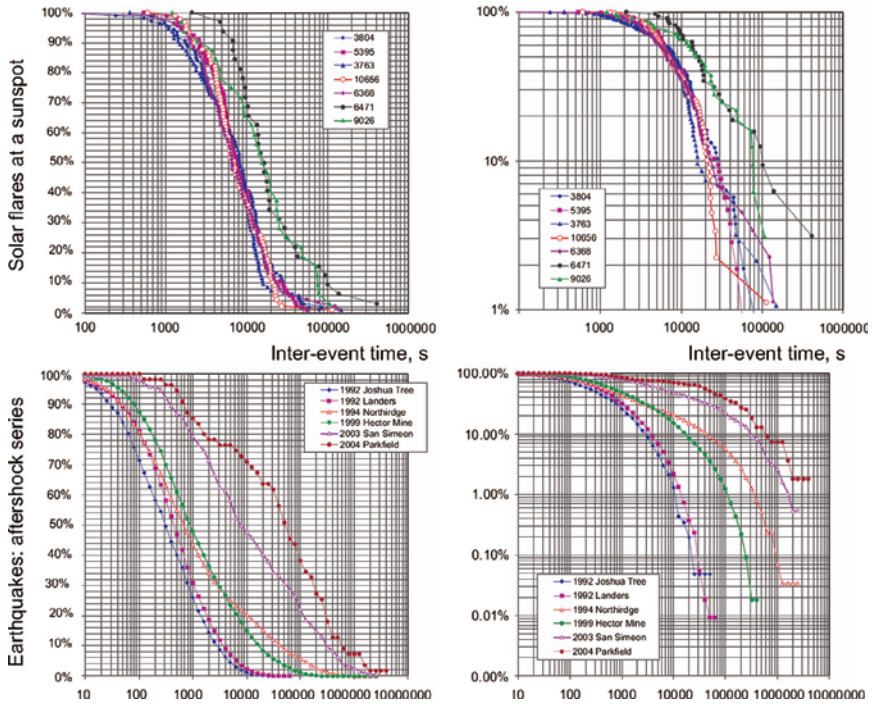 Solar flares at a sunspot
100%
90%
80%
70%
60%
50%
40%
30%
20%
10%
0%
3804
5395
3763
10656
6368
6471
9026
100 1000 10000 100000 1000000
Inter-event time, s
100%
10%
1%
3804
5395
3763
10656
6368
6471
9026
100 1000 10000 100000 1000000
Inter-event time, s
Earthquakes: aftershock series
100%
90%
80%
70%
60%
50%
40%
30%
20%
10%
0%
1992 Joshua Tree
1992 Landers
1994 Northirdge
1999 Hector Mine
2003 San Simeon
2004 Parkfield
10 100 1000 10000 100000 1000000 10000000
100.00%
10.00%
1.00%
0.10%
0.01%
0.00%
1992 Joshua Tree
1992 Landers
1994 Northirdge
1999 Hector Mine
2003 San Simeon
2004 Parkfield
10 100 1000 10000 100000 1000000 10000000